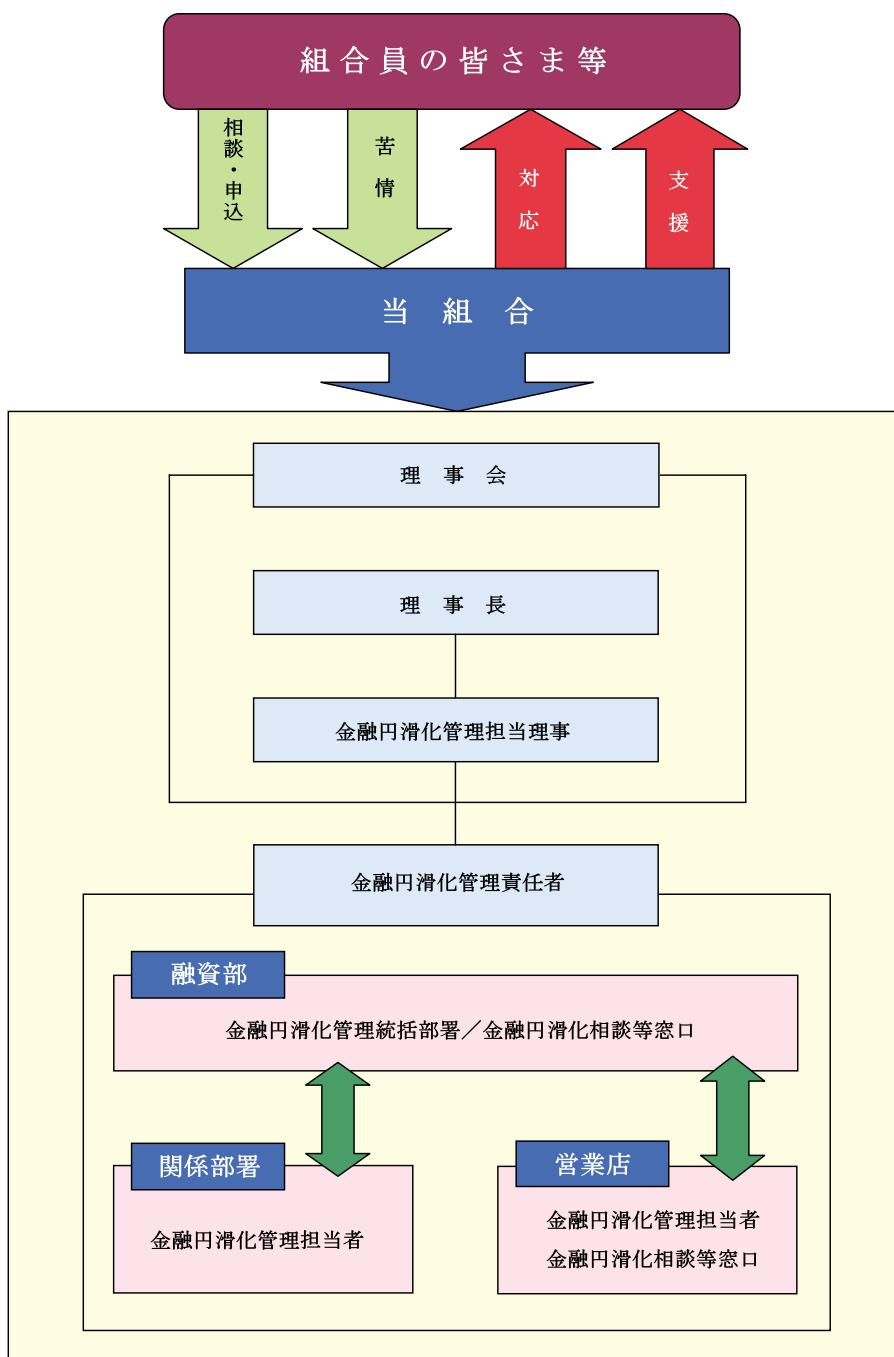 組合員の皆さま等
相談・申込
苦情
対応
支援
当組合
理事会
理事長
金融円滑化管理担当理事
金融円滑化管理責任者
融資部
金融円滑化管理統括部署／金融円滑化相談等窓口
関係部署
金融円滑化管理担当者
営業店
金融円滑化管理担当者
金融円滑化相談等窓口